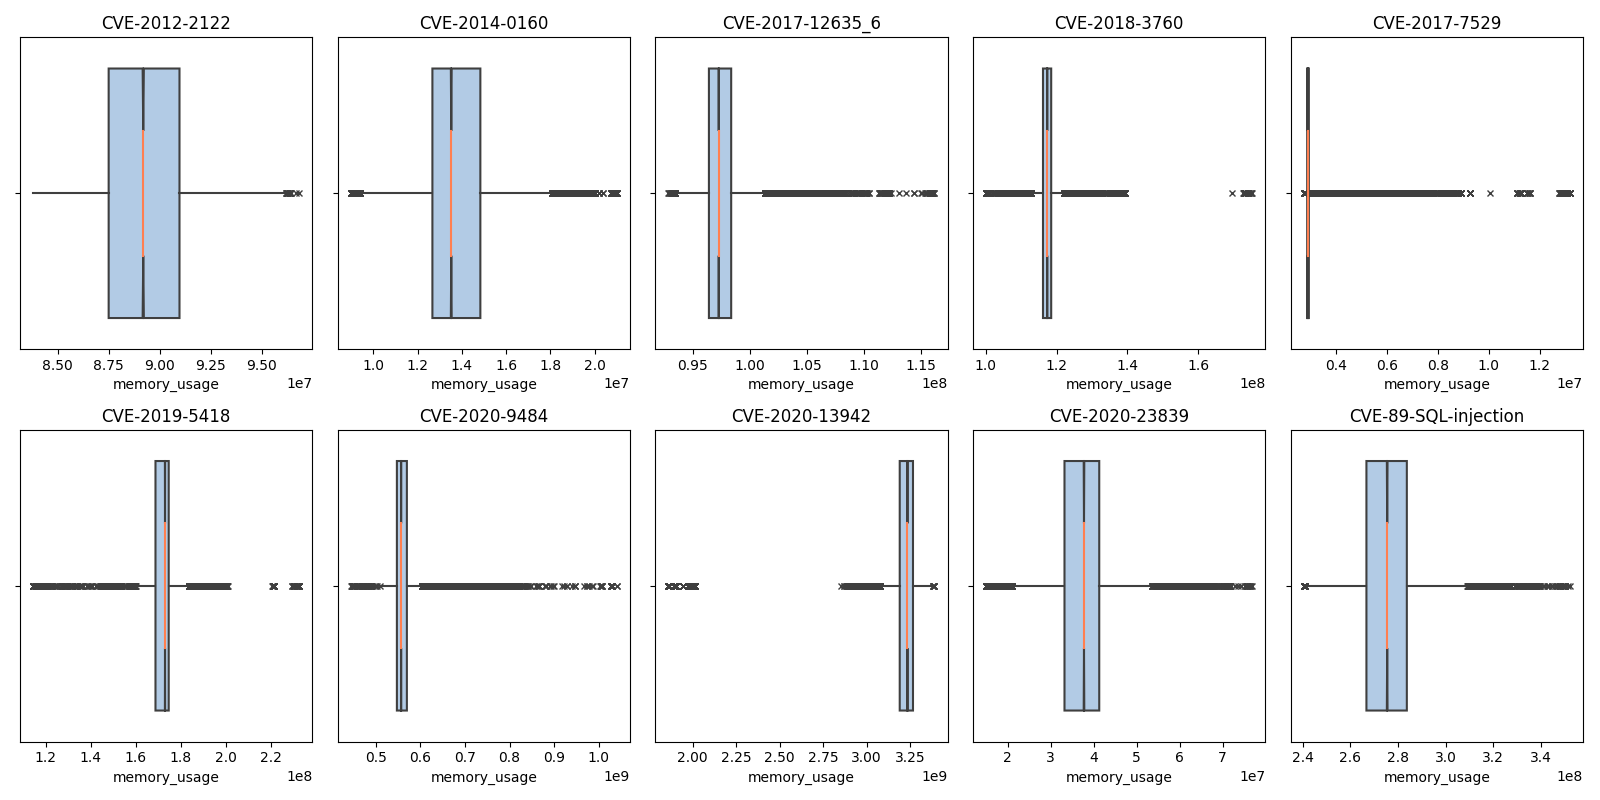 CVE-2012-2122 CVE-2014-0160 CVE-2017-12635_6 CVE-2018-3760 CVE-2017-7529
8.50 8.75 9.00 9.25 9.50 1.0 1.2 1.4 1.6 1.8 2.0 0.95 1.00 1.05 1.10 1.15 1.0 1.2 1.4 1.6 0.4 0.6 0.8 1.0 1.2
memory_usage 1e7 memory_usage 1e7 memory_usage 1e8 memory_usage 1e8 memory_usage 1e7
CVE-2019-5418 CVE-2020-9484 CVE-2020-13942 CVE-2020-23839 CVE-89-SQL-injection
1.2 1.4 1.6 1.8 2.0 2.2 0.5 0.6 0.7 0.8 0.9 1.0 2.00 2.25 2.50 2.75 3.00 3.25 2 3 4 5 6 7 2.4 2.6 2.8 3.0 3.2 3.4
memory_usage 1e8 memory_usage 1e9 memory_usage 1e9 memory_usage 1e7 memory_usage 1e8